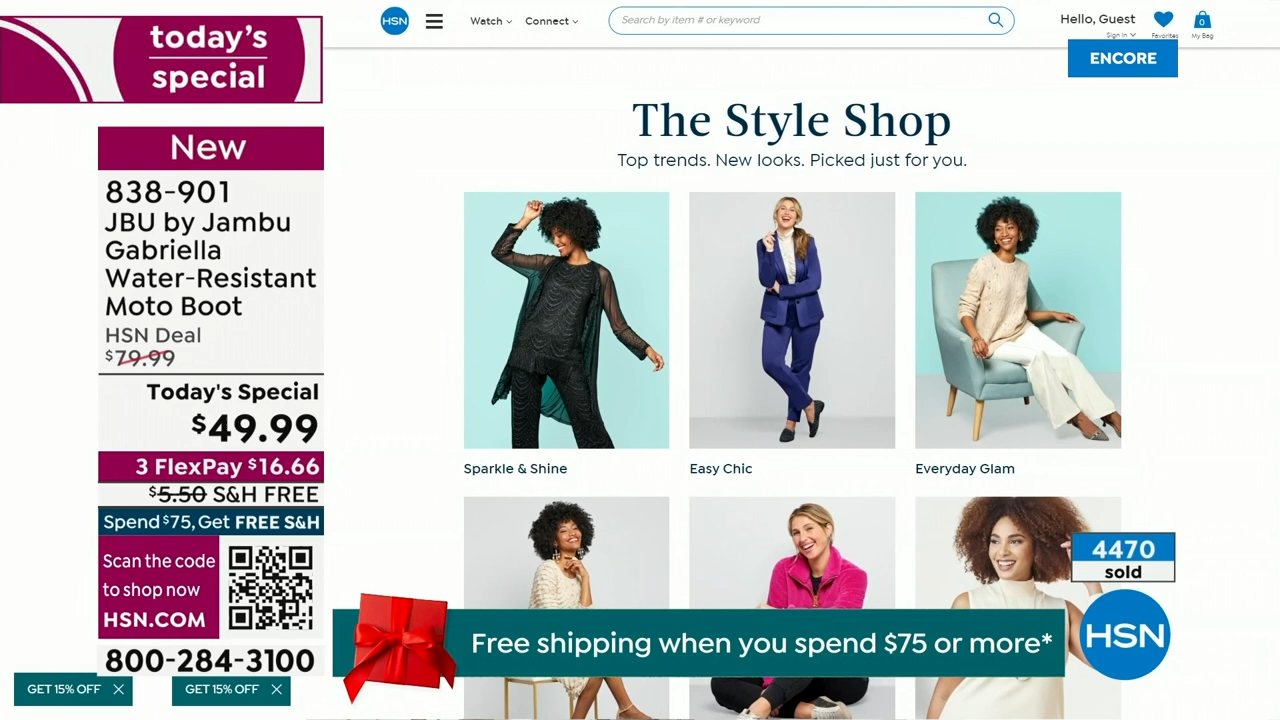 today's
special
New
838-901
JBU by Jambu
Gabriella
Water-Resistant
Moto Boot
HSN Deal
$79.99
Today's Special
$49.99
3 FlexPay $16.66
$5.50 S&H FREE
Spend $75, Get FREE S&H
Scan the code
to shop now
HSN.COM
800-284-3100
GET 15% OFF
GET 15% OFF
HSN
Watch
Connect
Search by item # or keyword
Hello, Guest
Sign In
Favorites
0
My Bag
ENCORE
The Style Shop
Top trends. New looks. Picked just for you.
Sparkle & Shine
Easy Chic
Everyday Glam
4470
sold
Free shipping when you spend $75 or more*
HSN